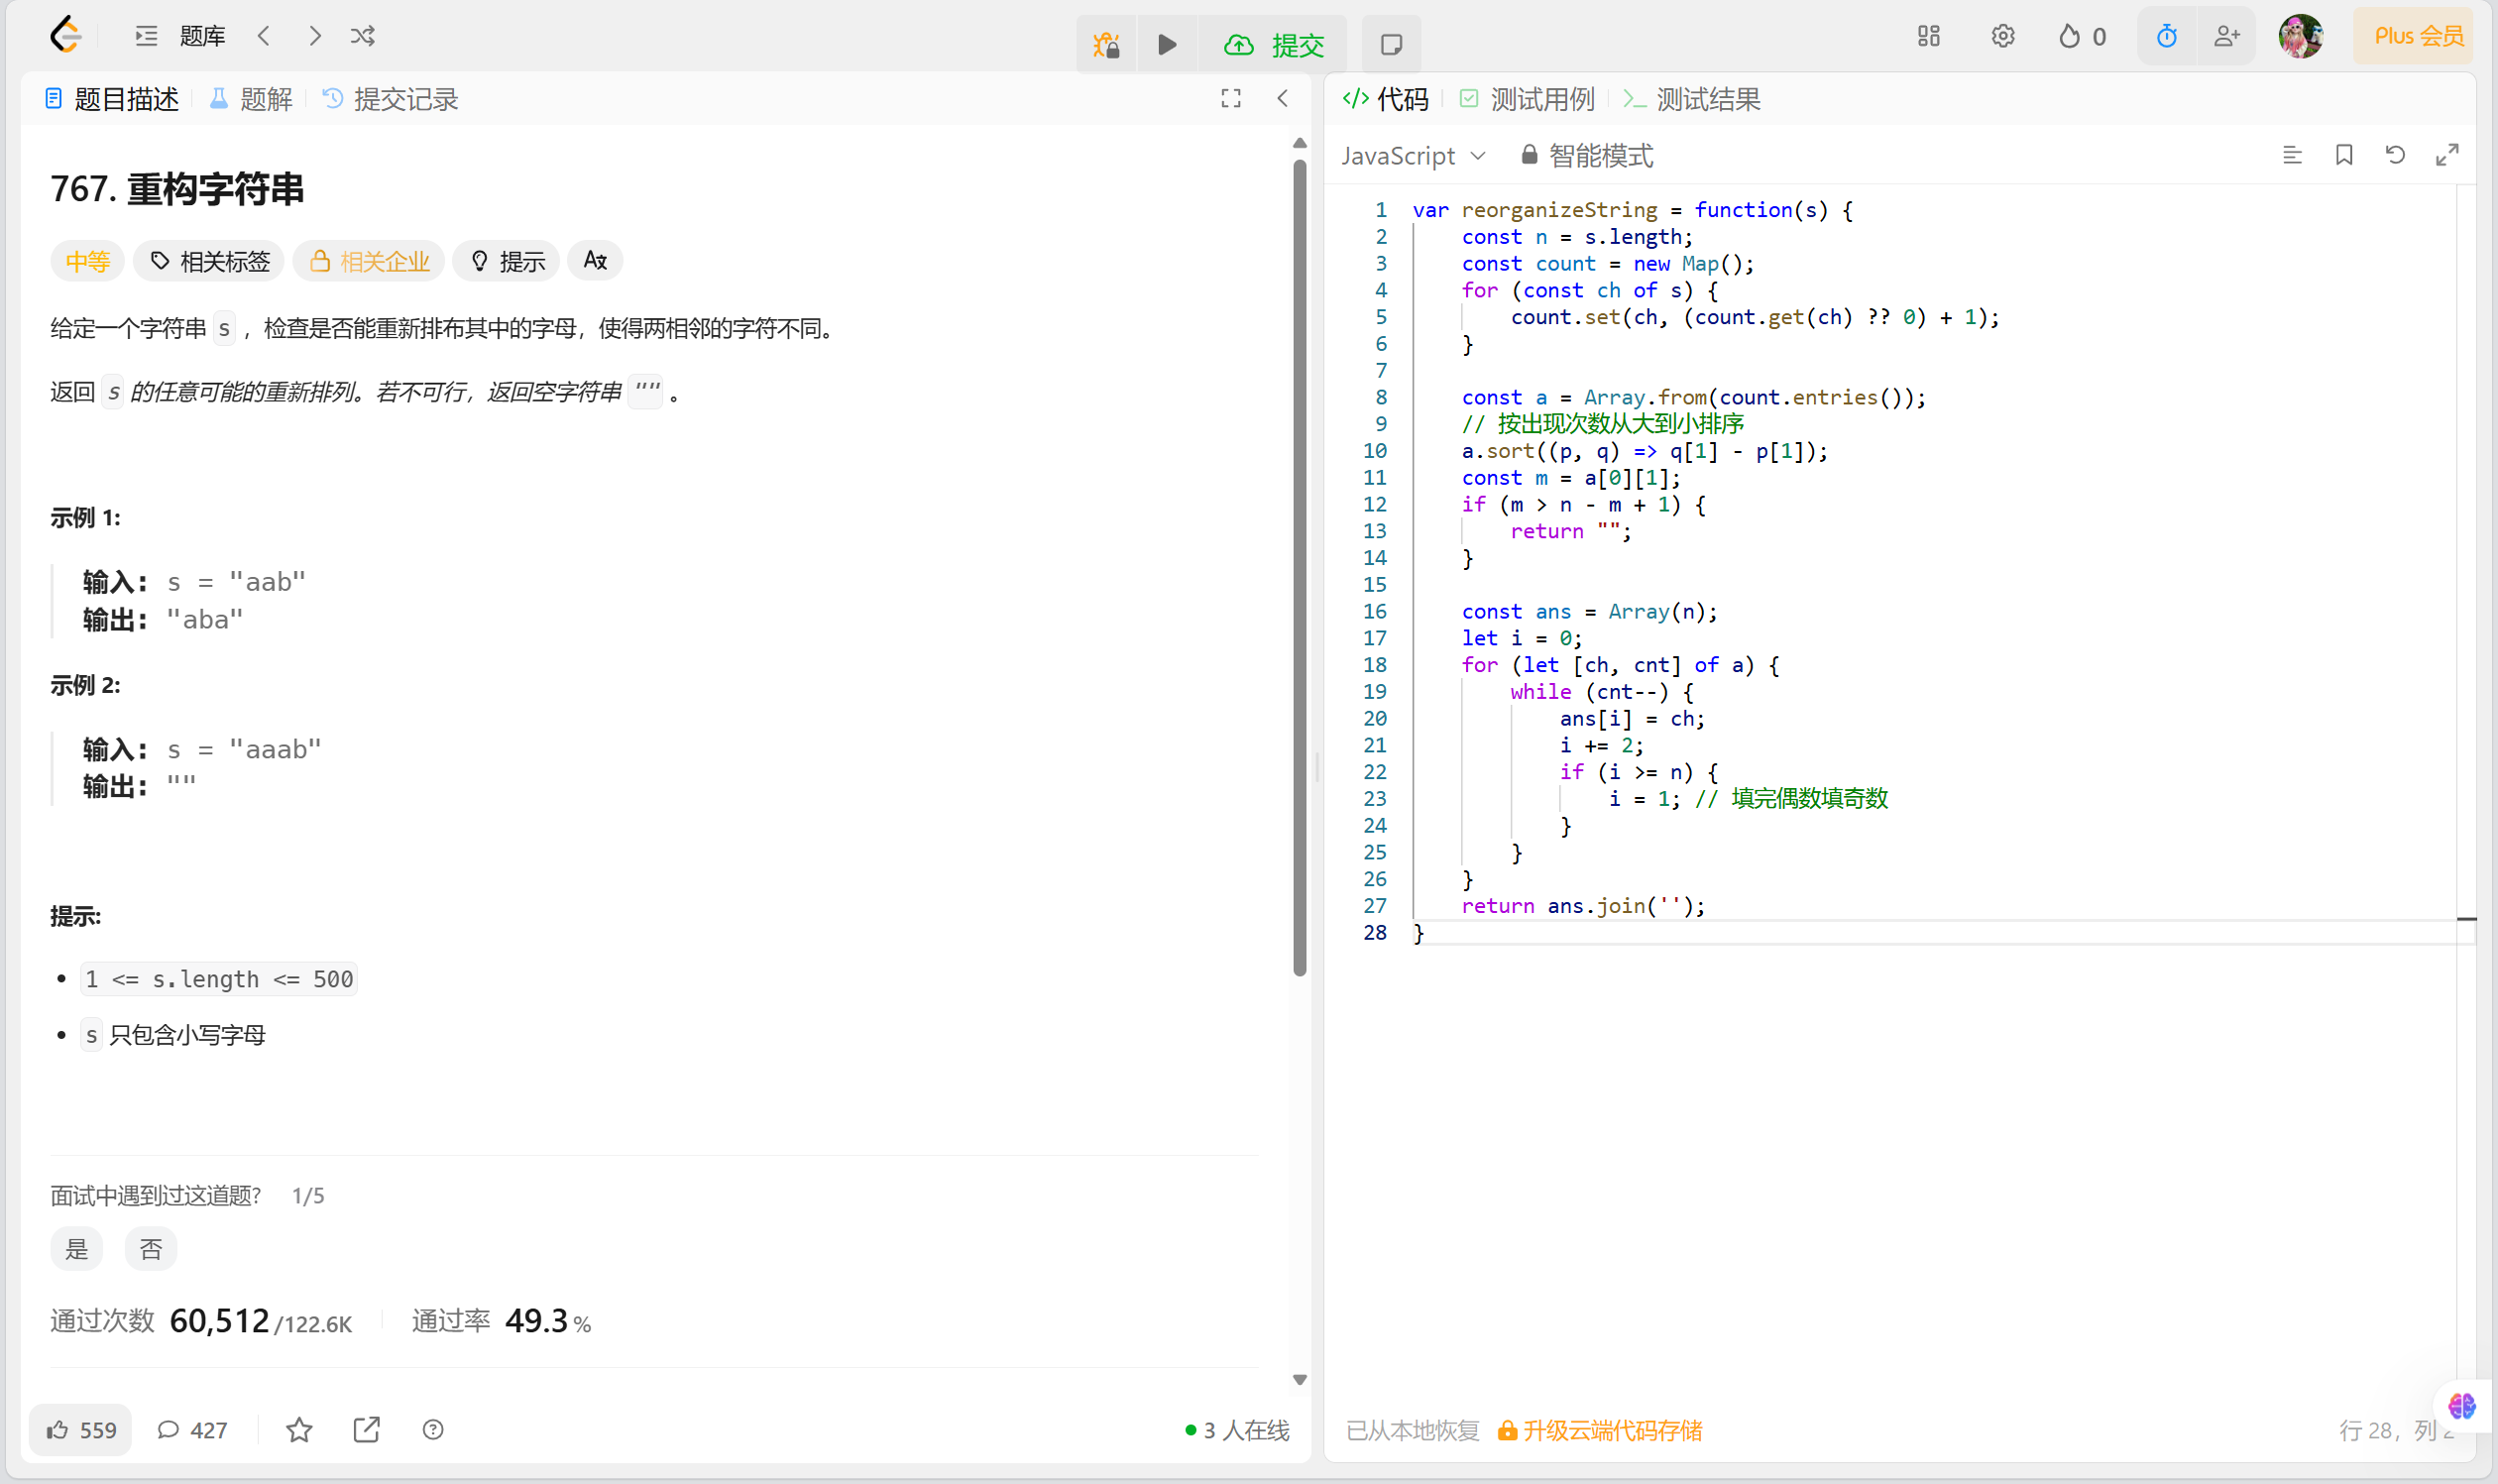 题库
提交
0
Plus 会员
题目描述
题解
提交记录
767. 重构字符串
中等
相关标签
相关企业
提示
给定一个字符串 s ，检查是否能重新排布其中的字母，使得两相邻的字符不同。
返回 s 的任意可能的重新排列。若不可行，返回空字符串 "" 。
示例 1:
输入: s = "aab"
输出: "aba"
示例 2:
输入: s = "aaab"
输出: ""
提示:
1 <= s.length <= 500
s 只包含小写字母
面试中遇到过这道题? 1/5
是
否
通过次数 60,512/122.6K
通过率 49.3%
559
427
3 人在线
代码
测试用例
测试结果
JavaScript
智能模式
1 var reorganizeString = function(s) {
2     const n = s.length;
3     const count = new Map();
4     for (const ch of s) {
5         count.set(ch, (count.get(ch) ?? 0) + 1);
6     }
7
8     const a = Array.from(count.entries());
9     // 按出现次数从大到小排序
10     a.sort((p, q) => q[1] - p[1]);
11     const m = a[0][1];
12     if (m > n - m + 1) {
13         return "";
14     }
15
16     const ans = Array(n);
17     let i = 0;
18     for (let [ch, cnt] of a) {
19         while (cnt--) {
20             ans[i] = ch;
21             i += 2;
22             if (i >= n) {
23                 i = 1; // 填完偶数填奇数
24             }
25         }
26     }
27     return ans.join('');
28 }
已从本地恢复
升级云端代码存储
行 28, 列 2